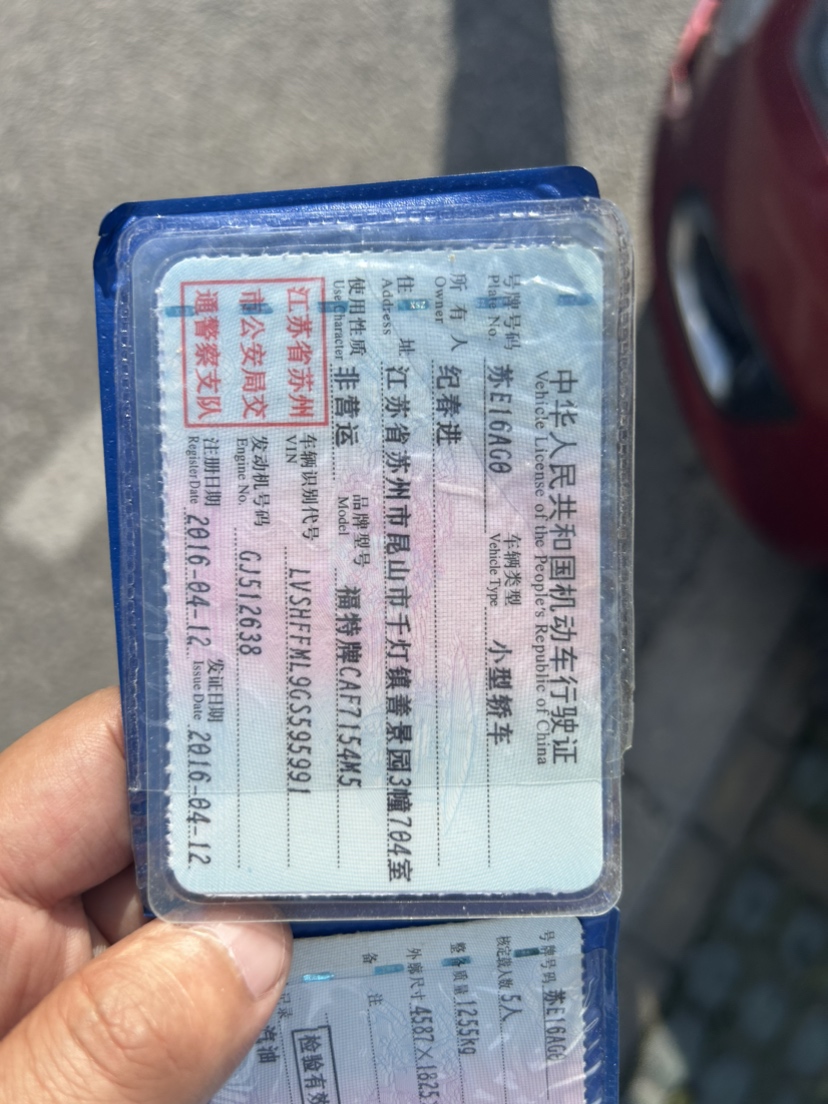 中华人民共和国机动车行驶证
Vehicle License of the People's Republic of China
号牌号码 苏E16AG0 车辆类型 小型轿车
Plate No. Vehicle Type
所有人 纪春进
Owner
住址 江苏省苏州市昆山市千灯镇善景园3幢704室
Address
使用性质 非营运 品牌型号 福特牌CAF7154M5
Use Character Model
江苏省苏州
市公安局交
通警察支队
车辆识别代号 LVSHFFML9GS595991
VIN
发动机号码 GJ512638
Engine No.
注册日期 2016-04-12 发证日期 2016-04-12
Register Date Issue Date
号牌号码 苏E16AG
核定载人数 5人
整备质量 1255kg
外廓尺寸 4587×1825
备注
记录
汽油
检验有效